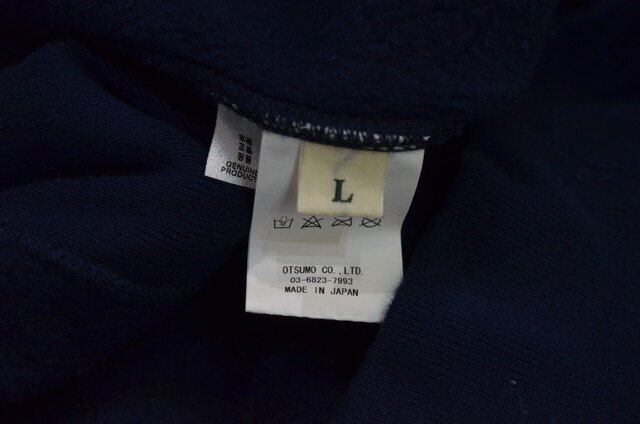 GENUINE
PRODUCT
L
OTSUMO CO.,LTD.
03-6823-7993
MADE IN JAPAN